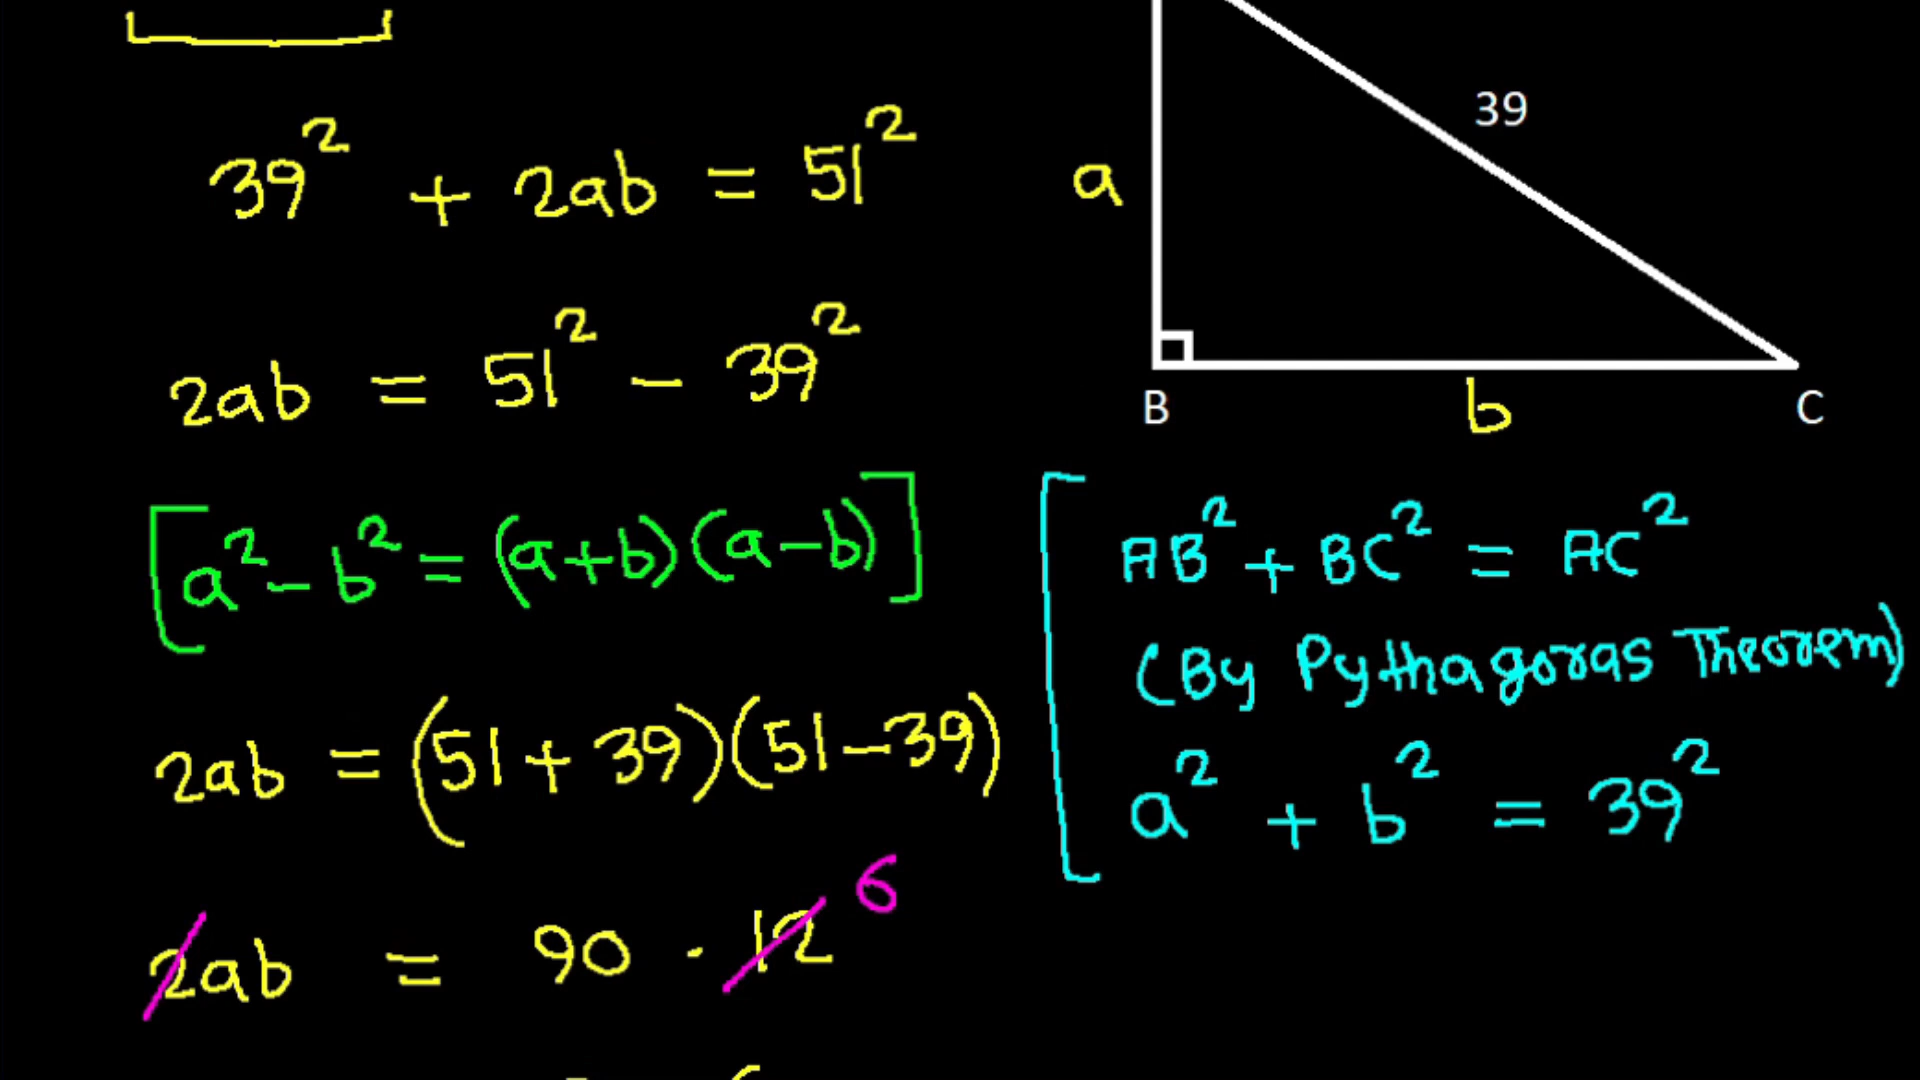 39² + 2ab = 51²
2ab = 51² - 39²
[a² - b² = (a+b)(a-b)]
2ab = (51 + 39)(51-39)
2ab = 90 · 12 6
39
a
B
b
C
AB² + BC² = AC²
(By Pythagoras Theorem)
a² + b² = 39²